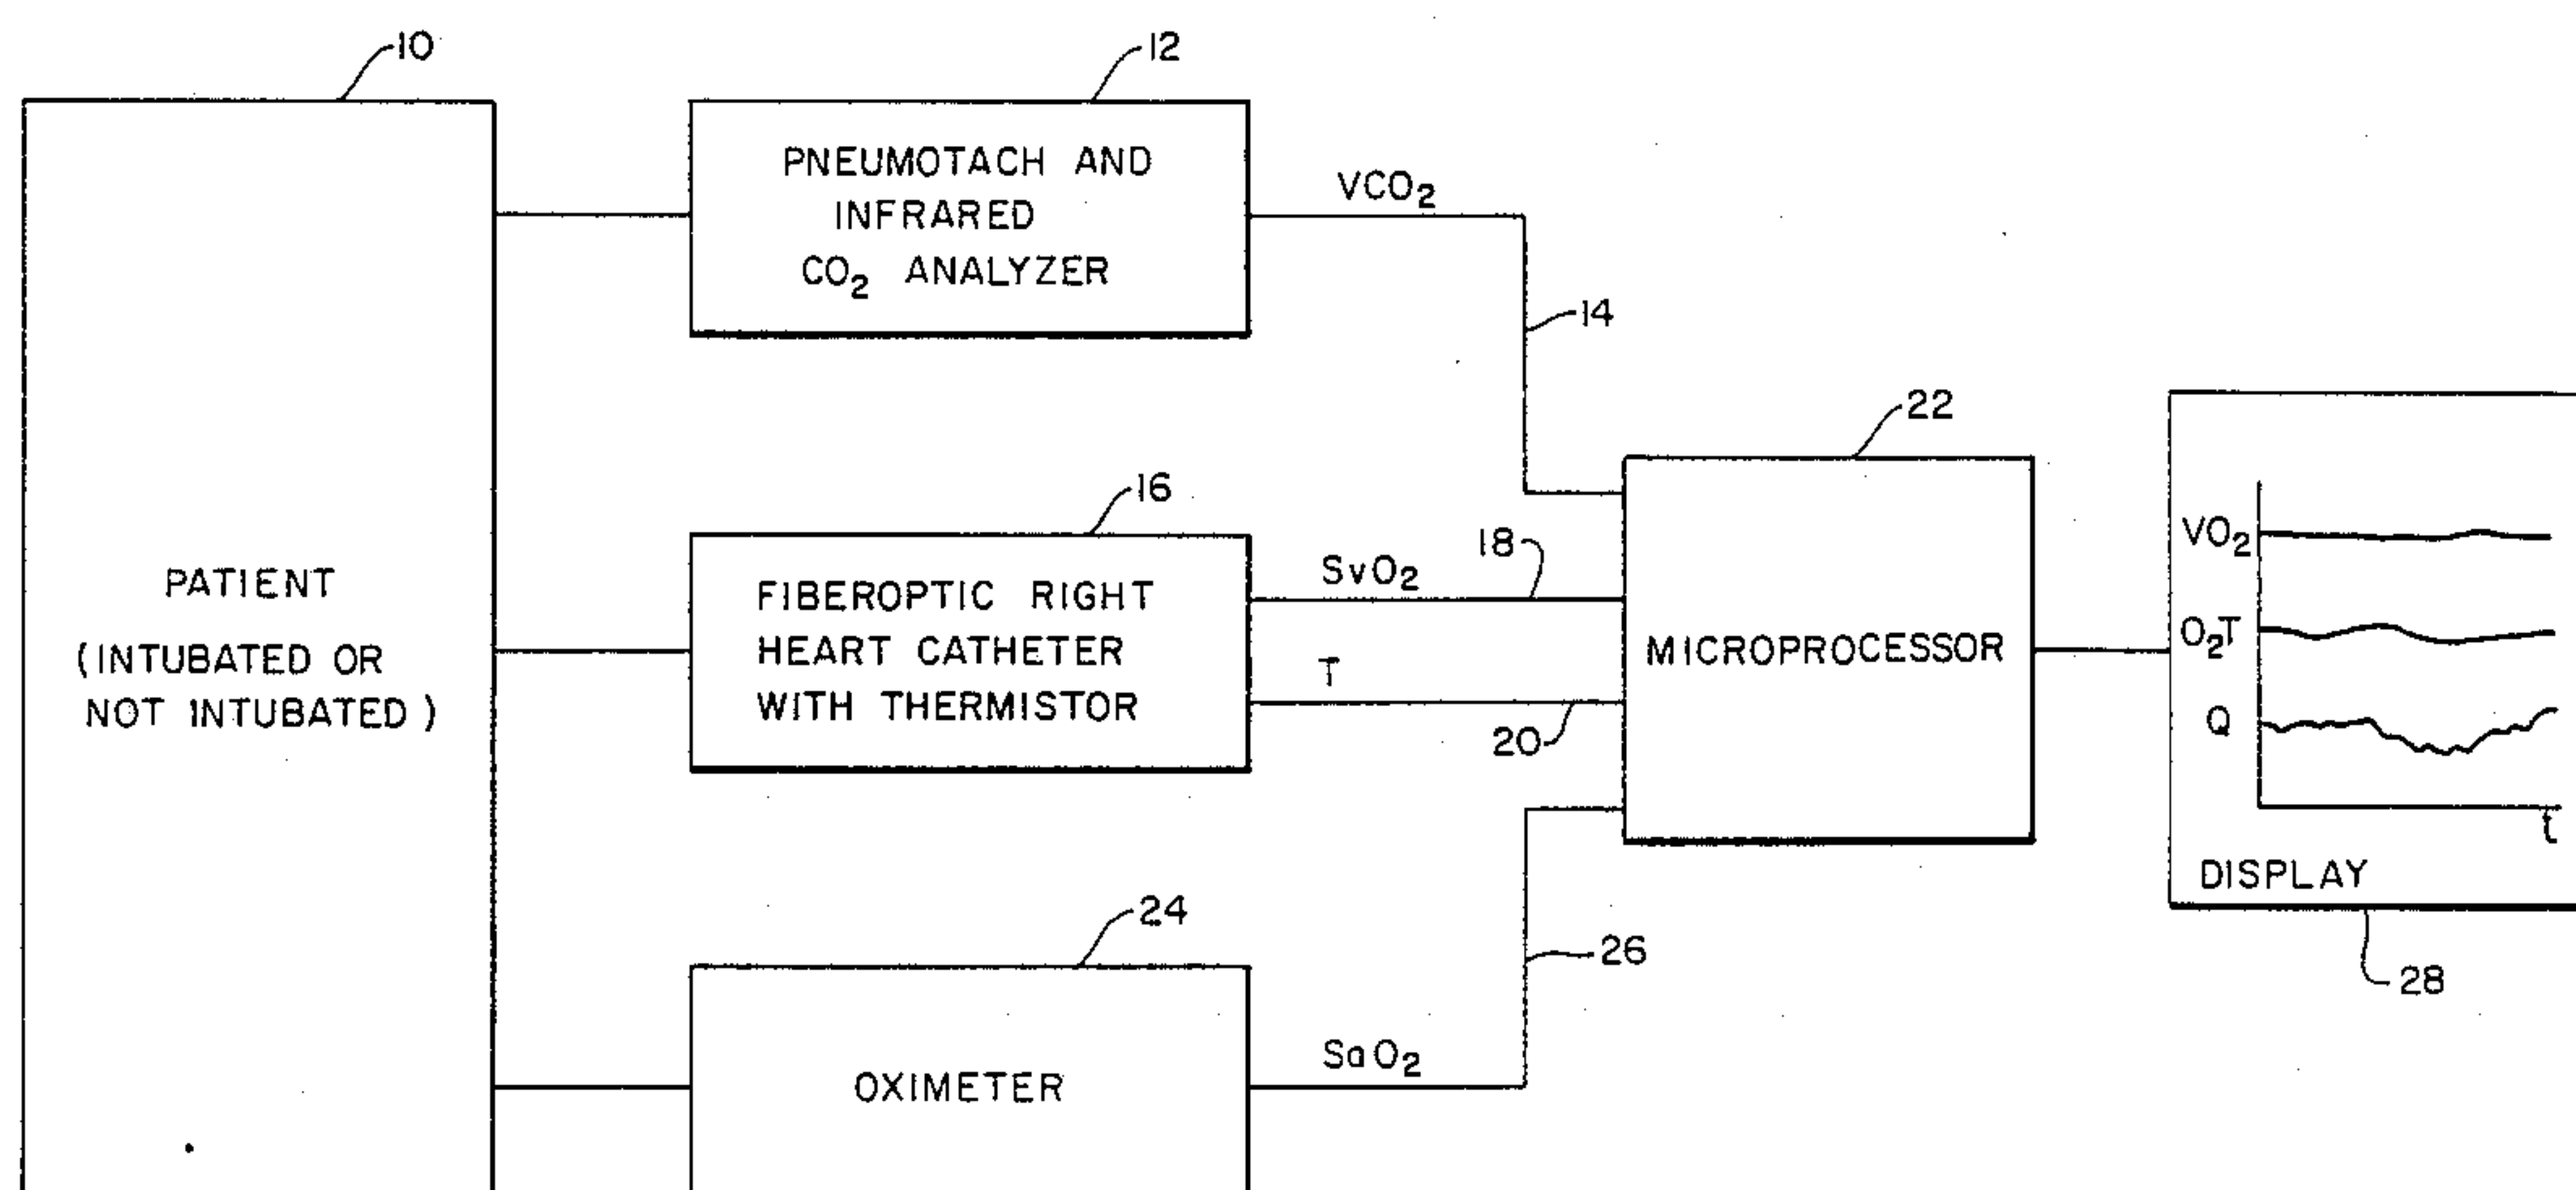 10
12
PNEUMOTACH AND
INFRARED
CO₂ ANALYZER
VCO₂
14
22
16
18
SvO₂
FIBEROPTIC RIGHT
HEART CATHETER
WITH THERMISTOR
T
20
PATIENT
(INTUBATED OR
NOT INTUBATED)
MICROPROCESSOR
VO₂
O₂T
Q
t
DISPLAY
28
24
26
SaO₂
OXIMETER